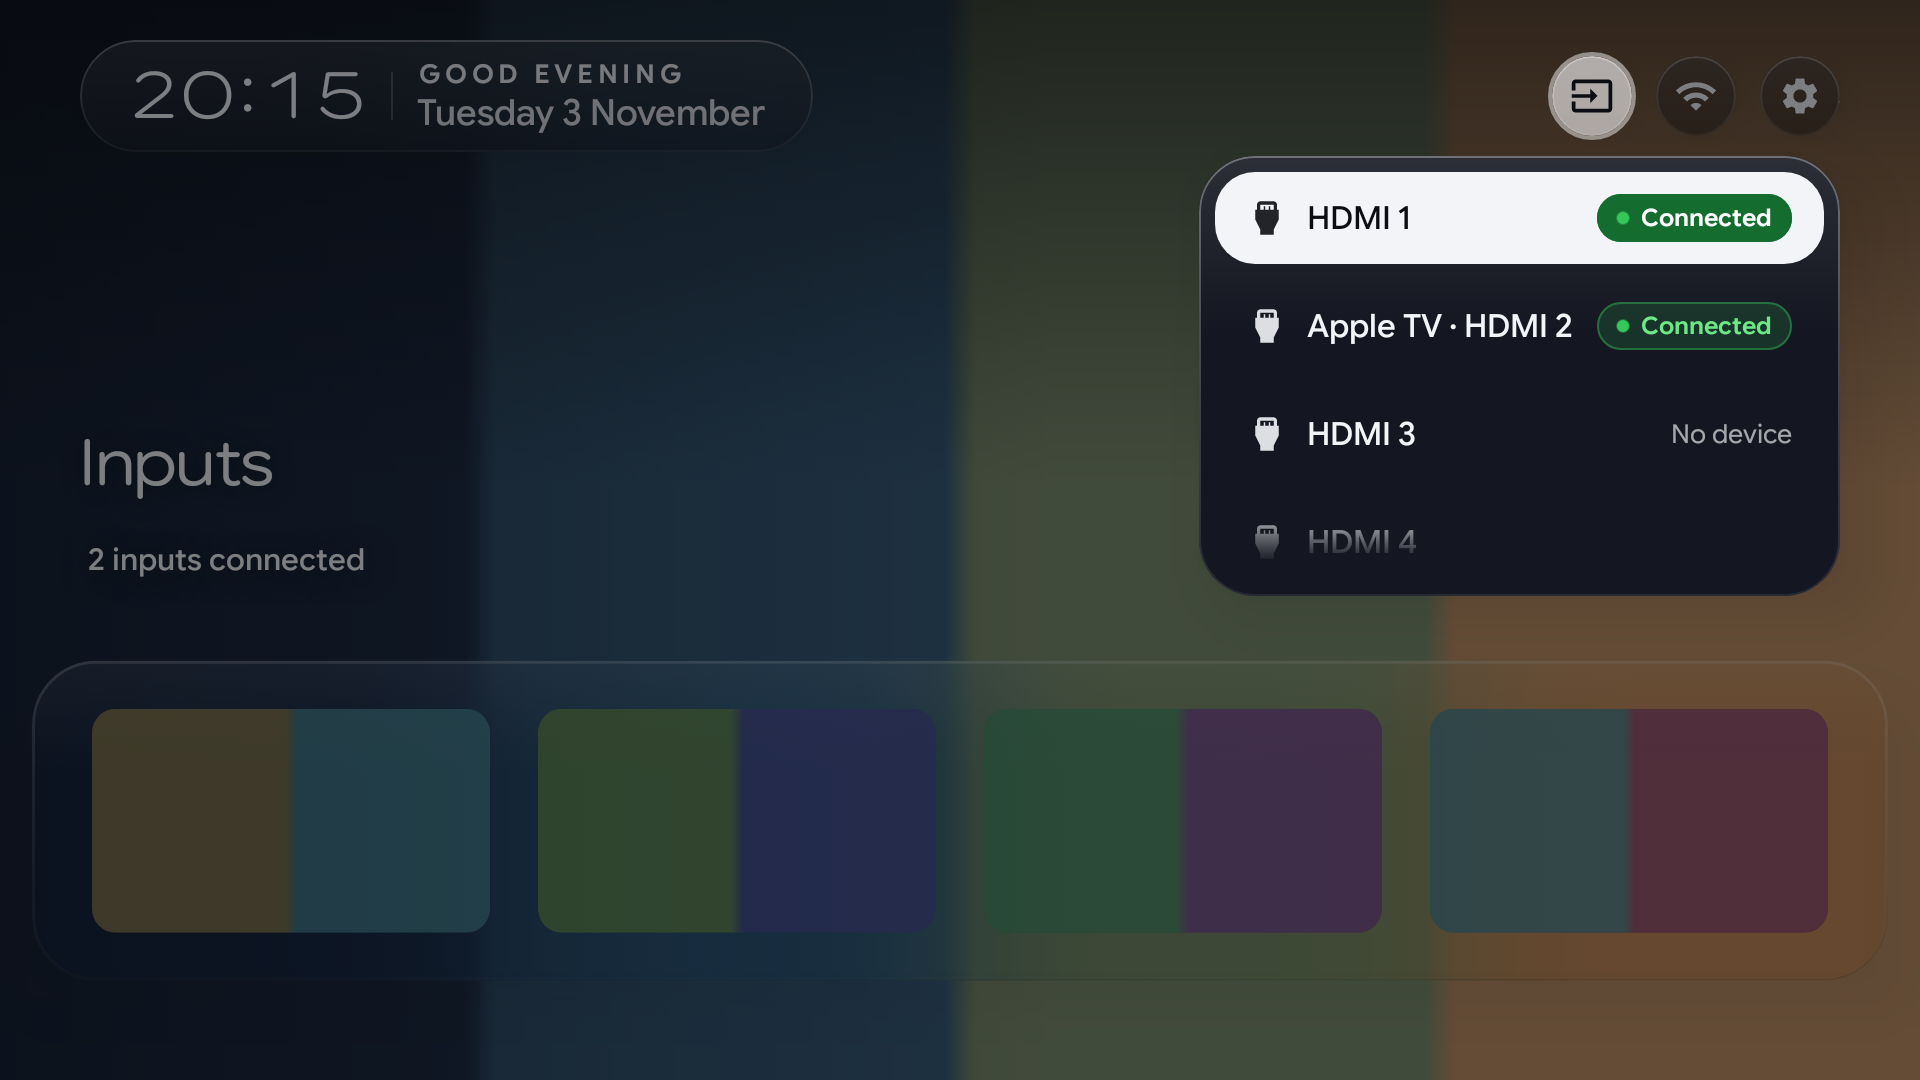 20:15
GOOD EVENING
Tuesday 3 November
HDMI 1 Connected
Apple TV · HDMI 2 Connected
HDMI 3 No device
HDMI 4
Inputs
2 inputs connected